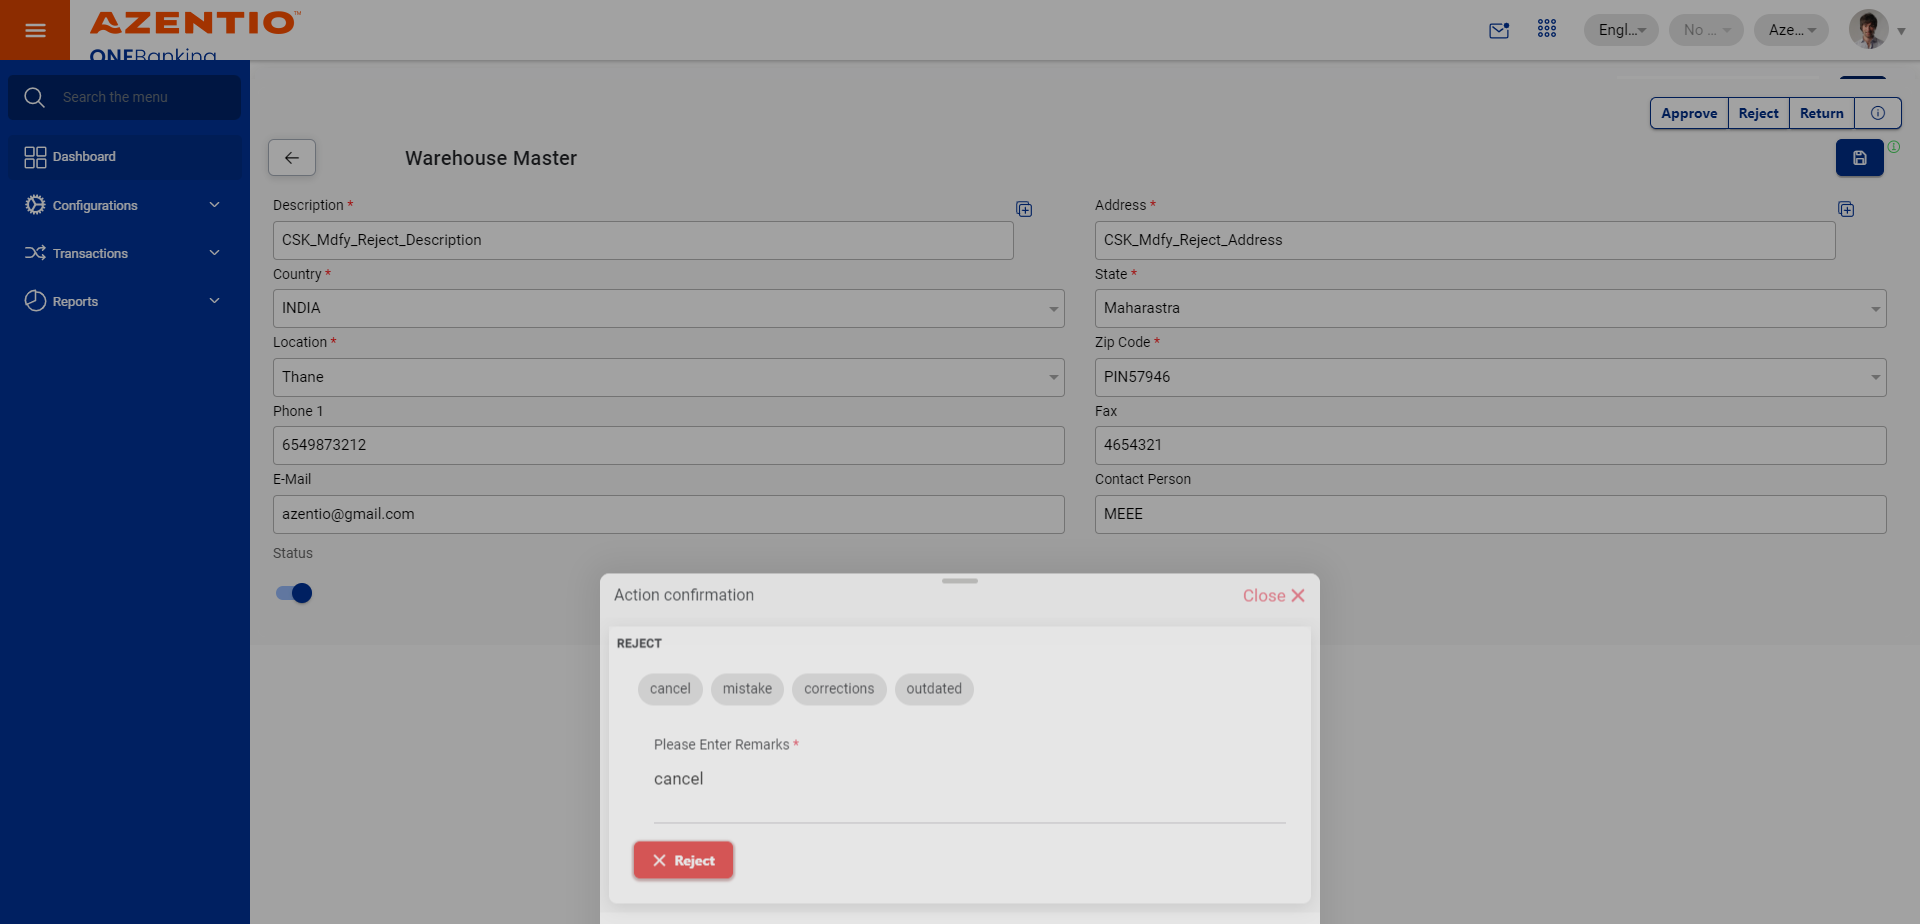 AZENTIO™
ONEBanking
Engl...
No ...
Aze...
Search the menu
Dashboard
Configurations
Transactions
Reports
Approve
Reject
Return
Warehouse Master
Description *
CSK_Mdfy_Reject_Description
Address *
CSK_Mdfy_Reject_Address
Country *
INDIA
State *
Maharastra
Location *
Thane
Zip Code *
PIN57946
Phone 1
6549873212
Fax
4654321
E-Mail
azentio@gmail.com
Contact Person
MEEE
Status
Action confirmation
Close
REJECT
cancel
mistake
corrections
outdated
Please Enter Remarks *
cancel
Reject